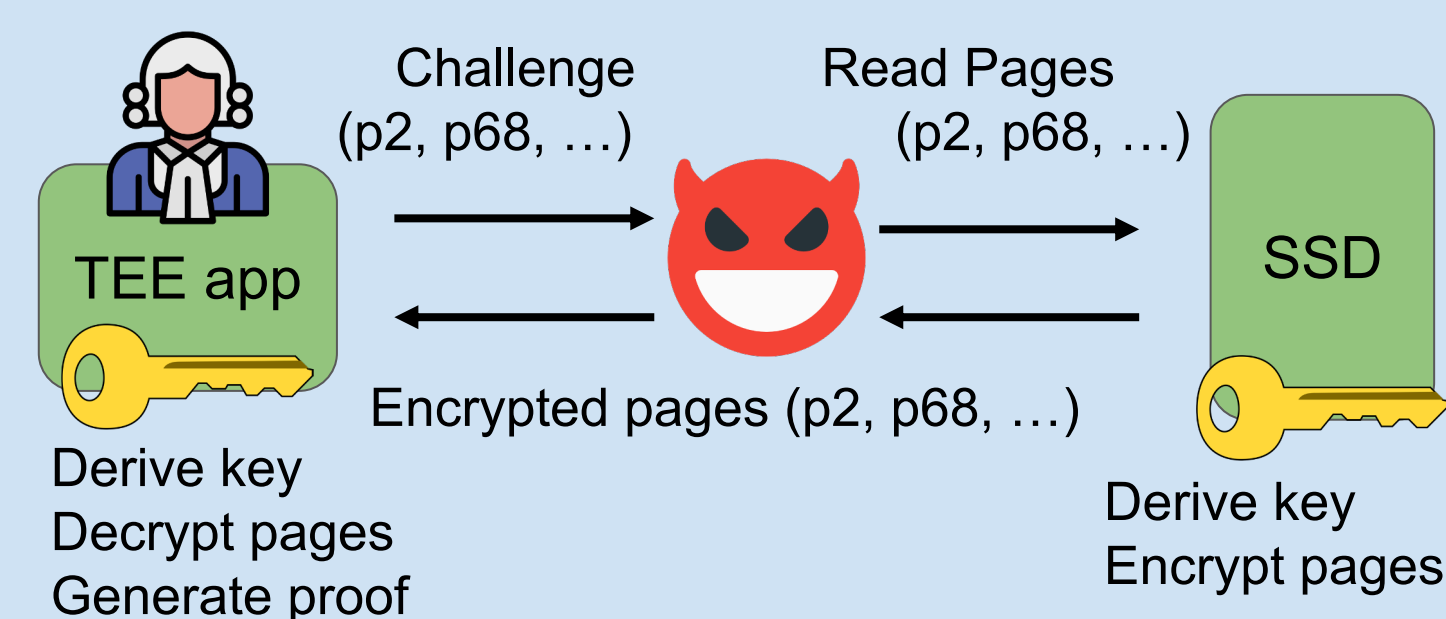 Challenge
(p2, p68, …)
Read Pages
(p2, p68, …)
TEE app
SSD
Encrypted pages (p2, p68, …)
Derive key
Decrypt pages
Generate proof
Derive key
Encrypt pages